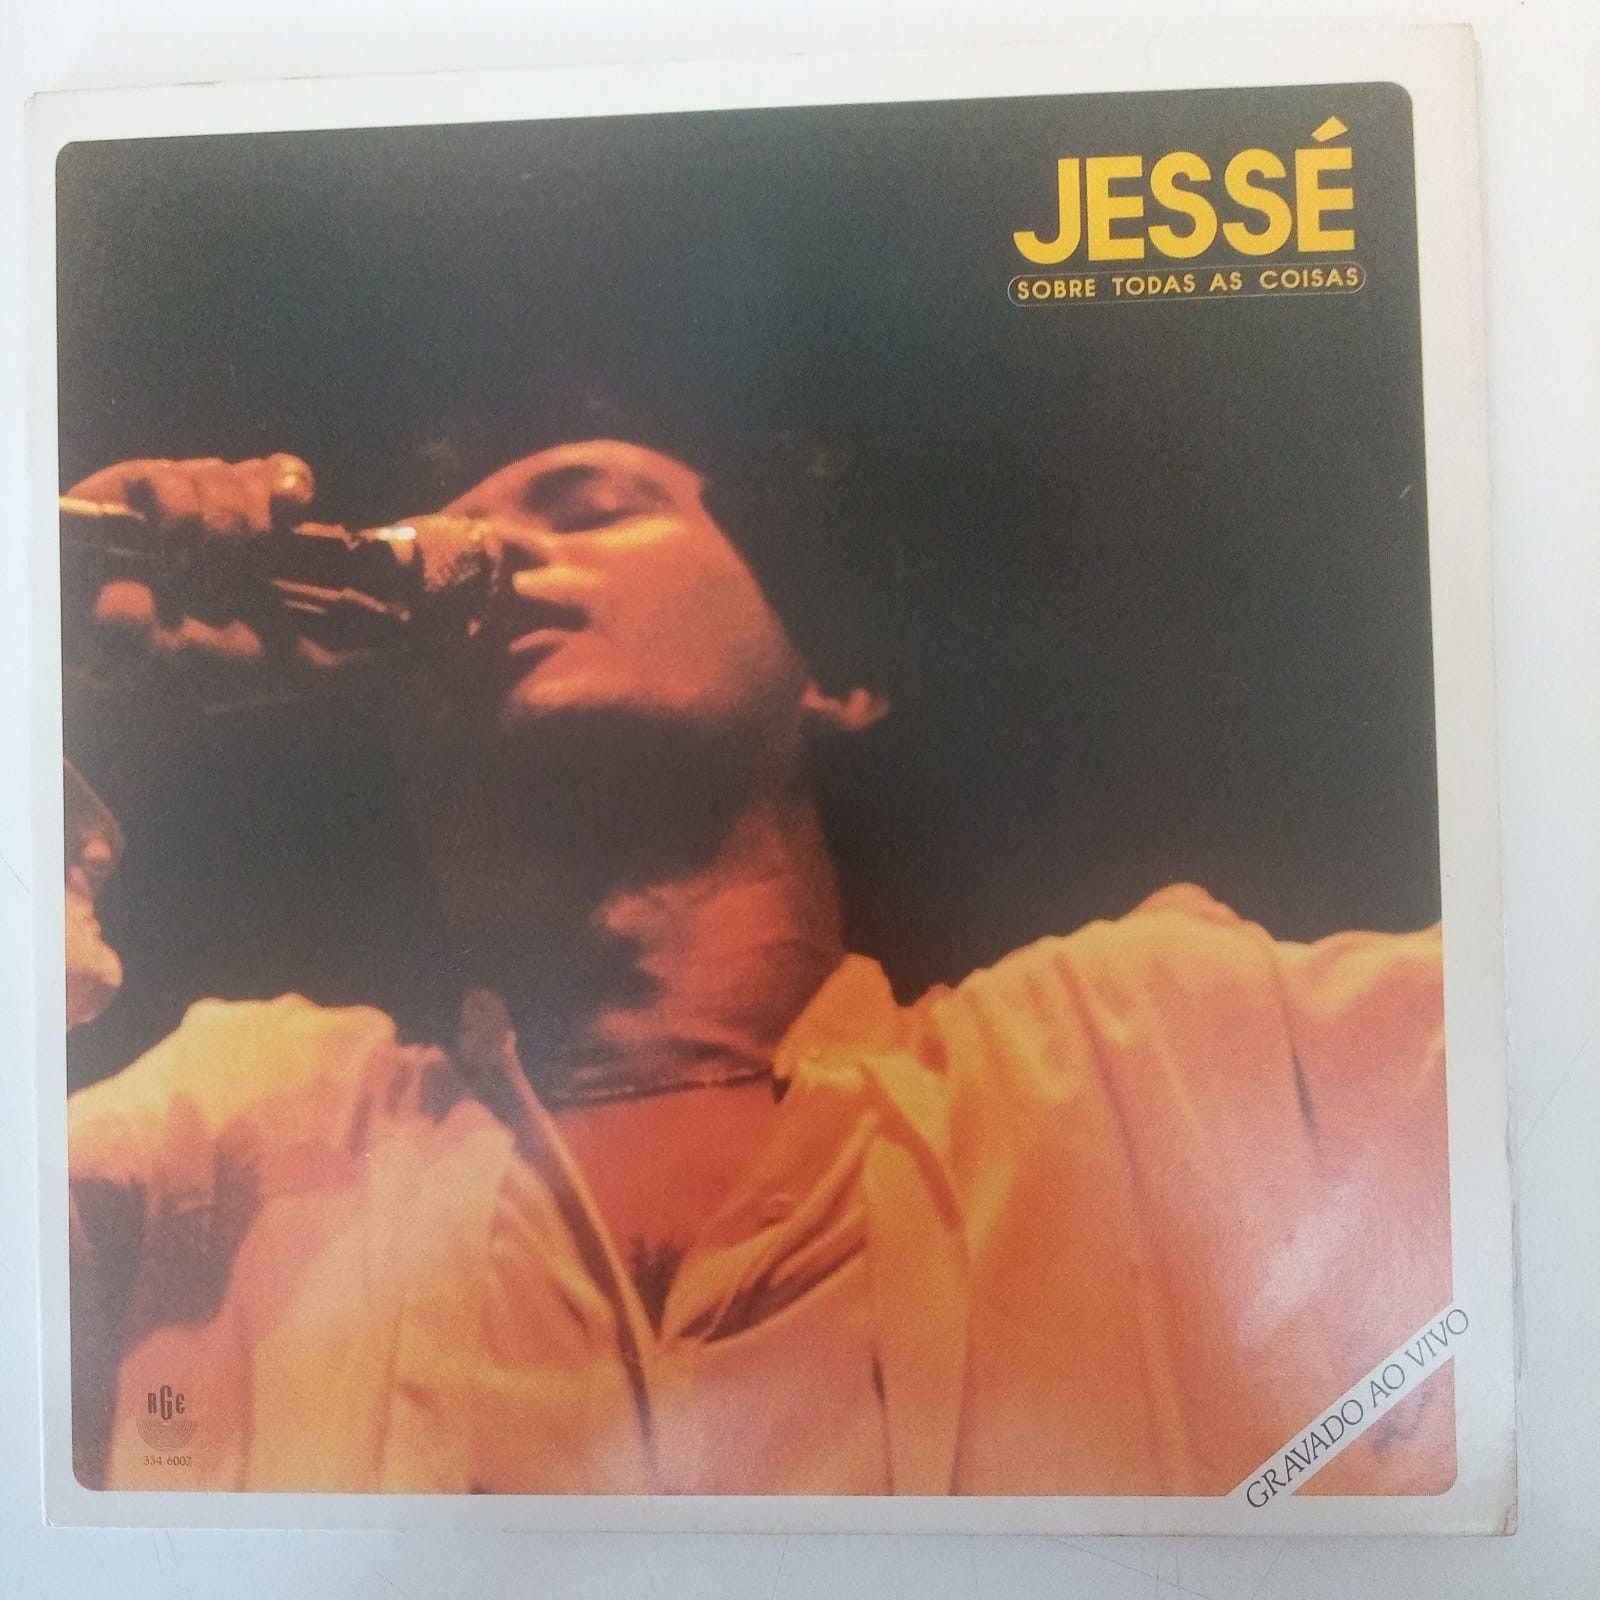 JESSÉ
SOBRE TODAS AS COISAS
GRAVADO AO VIVO
RGE
334 6002